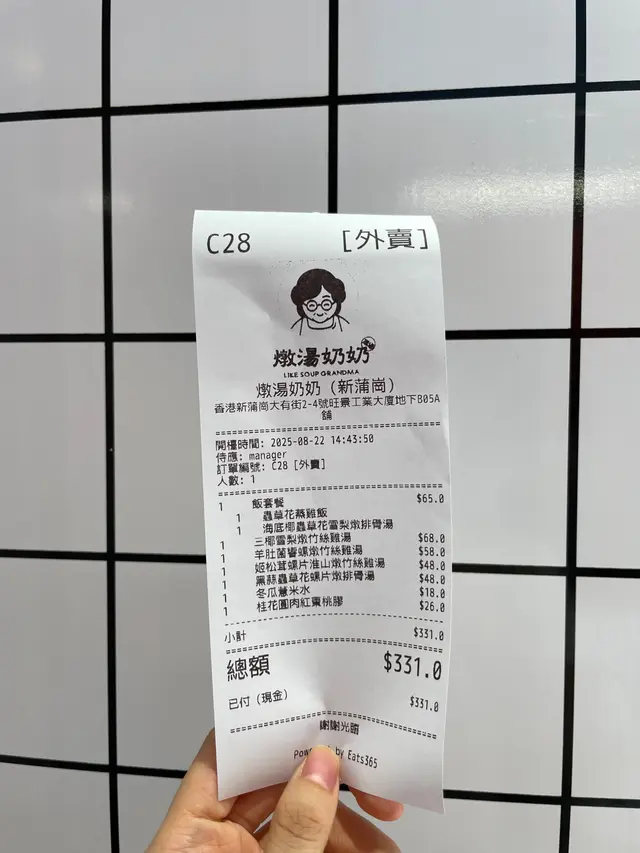 C28 [外賣]
燉湯奶奶
LIKE SOUP GRANDMA
燉湯奶奶 (新蒲崗)
香港新蒲崗大有街2-4號旺景工業大廈地下B05A
舖
開檯時間: 2025-08-22 14:43:50
侍應: manager
訂單編號: C28 [外賣]
人數: 1
1 飯套餐 $65.0
1 蟲草花蒸雞飯
1 海底椰蟲草花雪梨燉排骨湯
1 三椰雪梨燉竹絲雞湯 $68.0
1 羊肚菌響螺燉竹絲雞湯 $58.0
1 姬松茸螺片淮山燉竹絲雞湯 $48.0
1 黑蒜蟲草花螺片燉排骨湯 $48.0
1 冬瓜薏米水 $18.0
1 桂花圓肉紅棗桃膠 $26.0
小計 $331.0
總額 $331.0
已付 (現金) $331.0
謝謝光顧
by Eats365